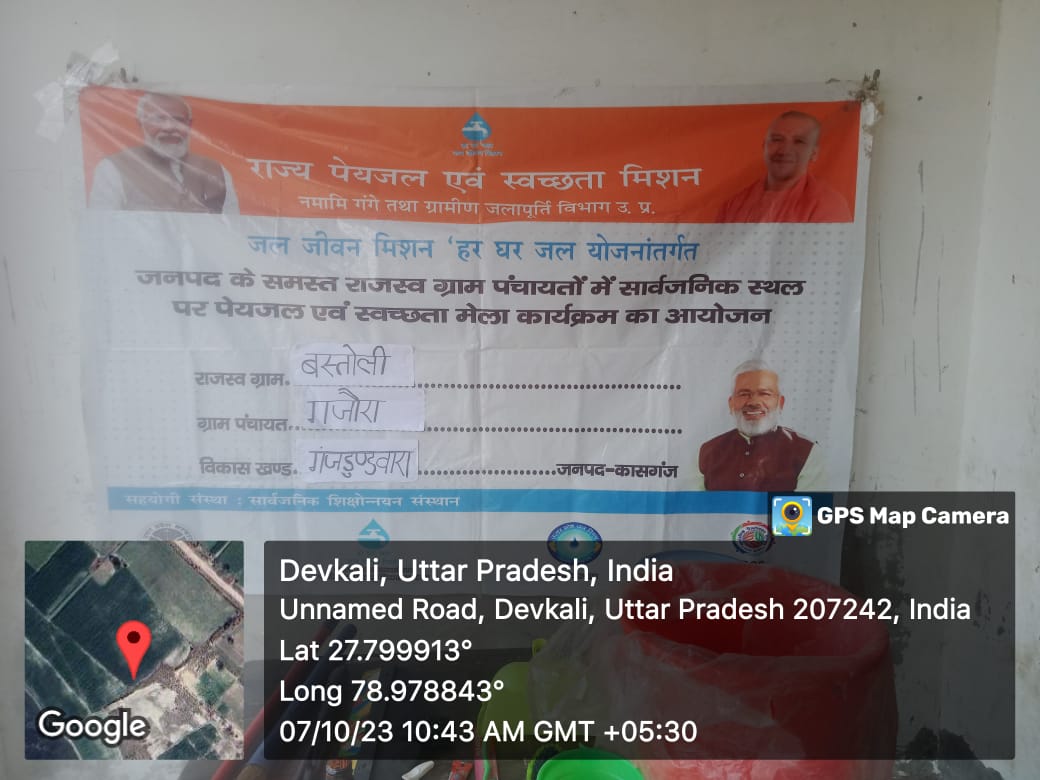 राज्य पेयजल एवं स्वच्छता मिशन
नमामि गंगे तथा ग्रामीण जलापूर्ति विभाग उ. प्र.
जल जीवन मिशन ‘हर घर जल योजनांतर्गत
जनपद के समस्त राजस्व ग्राम पंचायतों में सार्वजनिक स्थल
पर पेयजल एवं स्वच्छता मेला कार्यक्रम का आयोजन
राजस्व ग्राम. बस्तोली
ग्राम पंचायत.. गजौरा
विकास खण्ड. गंजडुण्डवारा जनपद-कासगंज
सहयोगी संस्था : सार्वजनिक शिक्षोन्नयन संस्थान
GPS Map Camera
Devkali, Uttar Pradesh, India
Unnamed Road, Devkali, Uttar Pradesh 207242, India
Lat 27.799913°
Long 78.978843°
07/10/23 10:43 AM GMT +05:30
Google